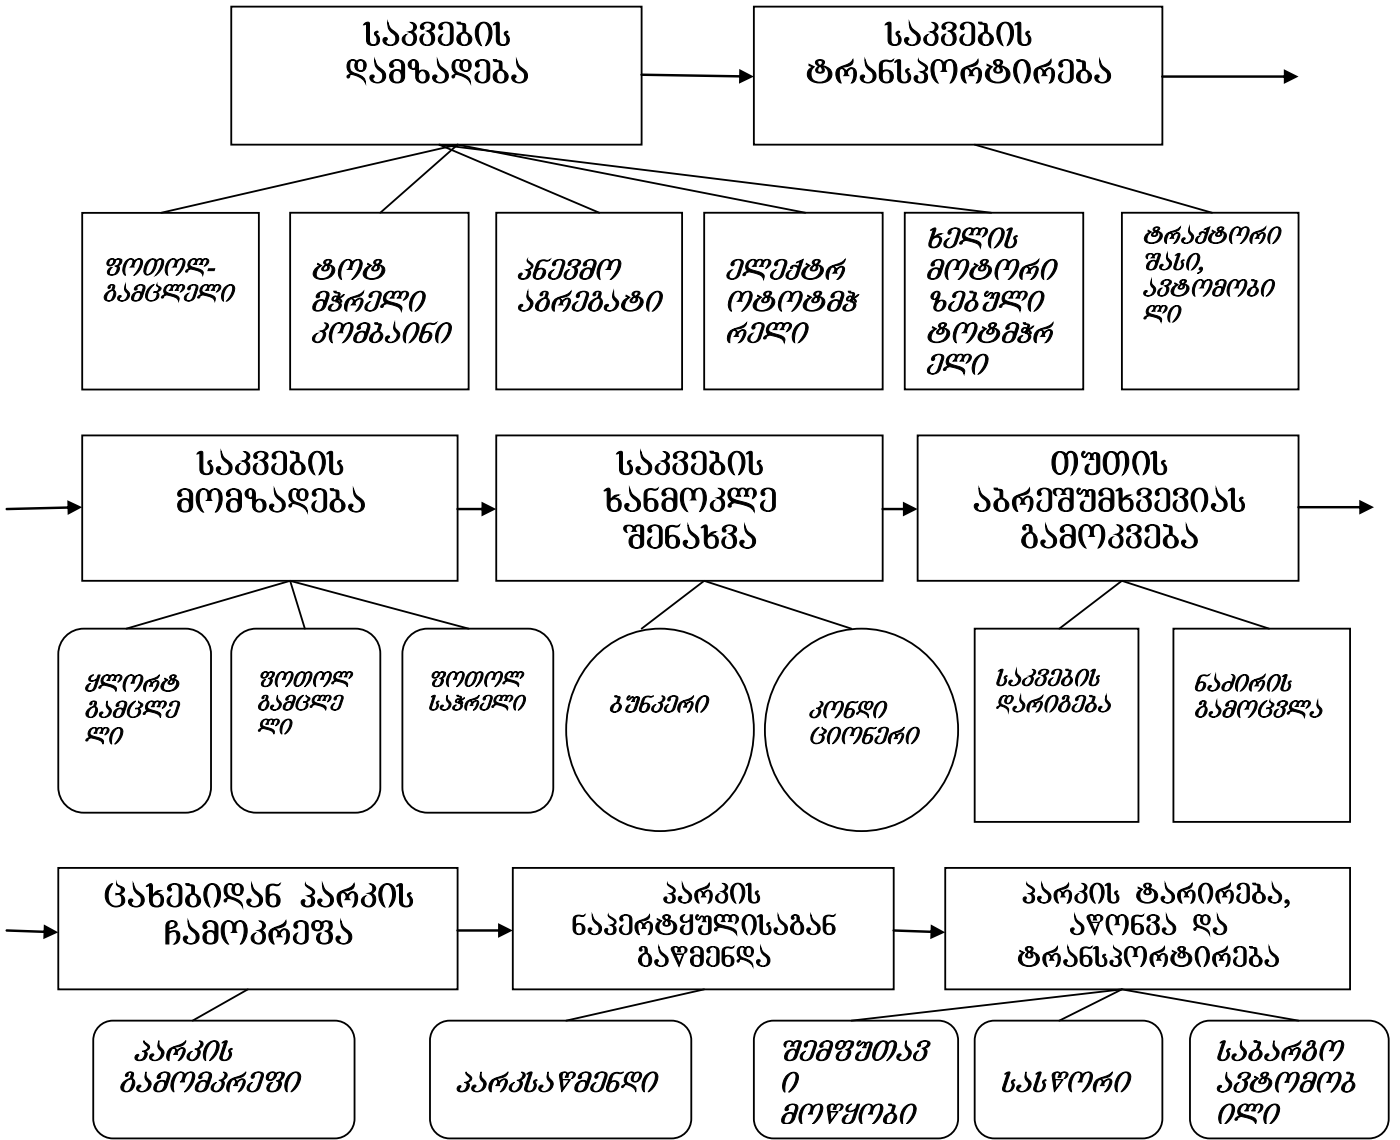 საკვების
დამზადება
საკვების
ტრანსპორტირება
ფოთოლ-
გამცლელი
ტოტ
მჭრელი
კომბაინი
პნევმო
აგრეგატი
ელექტრ
ოტოტმჭ
რელი
ხელის
მოტორი
ზებული
ტოტმჭრ
ელი
ტრაქტორი
შასი,
ავტომობი
ლი
საკვების
მომზადება
საკვების
ხანმოკლე
შენახვა
თუთის
აბრეშუმხვევიას
გამოკვება
ყლორტ
გამცლე
ლი
ფოთოლ
გამცლე
ლი
ფოთოლ
საჭრელი
ბუნკერი
კონდი
ციონერი
საკვების
დარიგება
ნაძირის
გამოცვლა
ცახებიდან პარკის
ჩამოკრეფა
პარკის
ნაპერტყულისაგან
გაწმენდა
პარკის ტარირება,
აწონვა და
ტრანსპორტირება
პარკის
გამომკრეფი
პარკსაწმენდი
შემფუთავ
ი
მოწყობი
სასწორი
საბარგო
ავტომობ
ილი